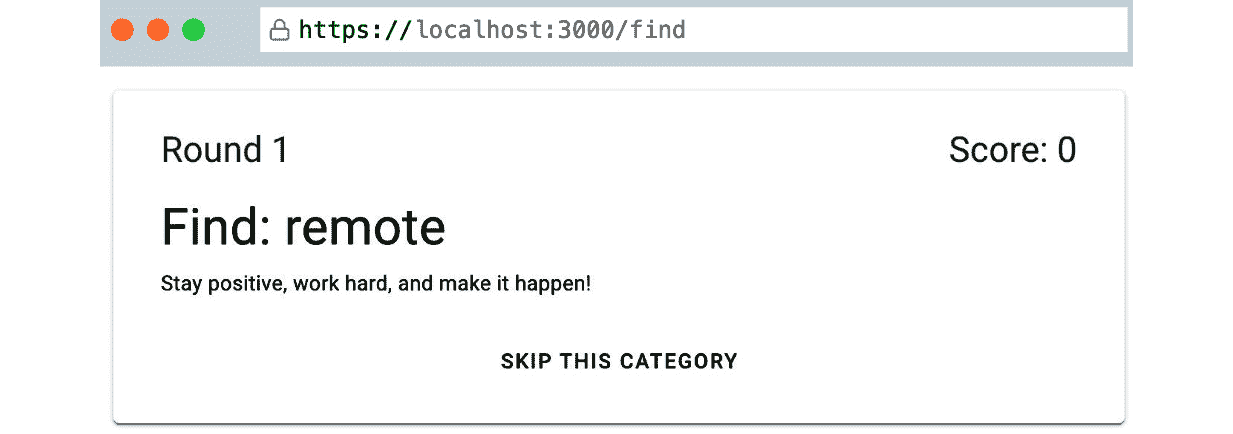 https://localhost:3000/find
Round 1 Score: 0
Find: remote
Stay positive, work hard, and make it happen!
SKIP THIS CATEGORY